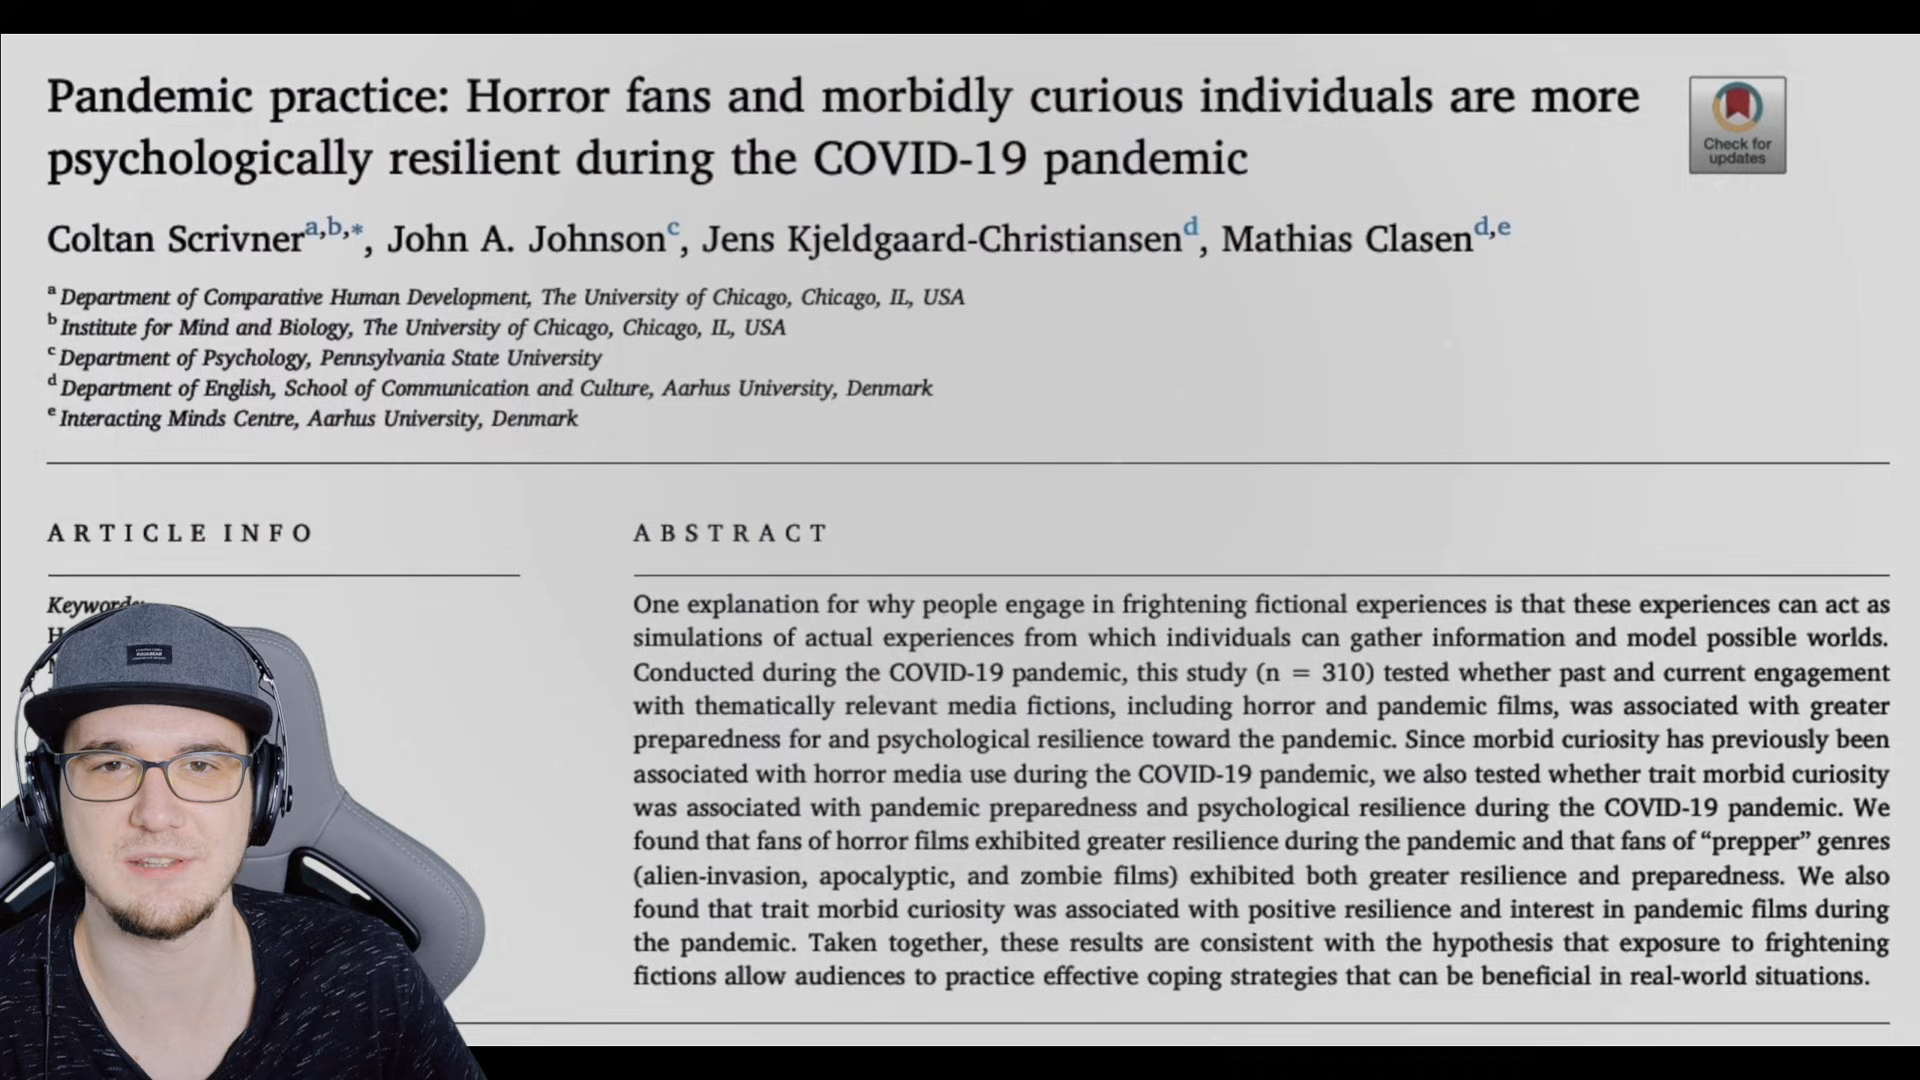 Pandemic practice: Horror fans and morbidly curious individuals are more
psychologically resilient during the COVID-19 pandemic
Check for
updates
Coltan Scrivnera,b,*, John A. Johnsonc, Jens Kjeldgaard-Christiansend, Mathias Clasend,e
a Department of Comparative Human Development, The University of Chicago, Chicago, IL, USA
b Institute for Mind and Biology, The University of Chicago, Chicago, IL, USA
c Department of Psychology, Pennsylvania State University
d Department of English, School of Communication and Culture, Aarhus University, Denmark
e Interacting Minds Centre, Aarhus University, Denmark
ARTICLE INFO
Keywords:
ABSTRACT
One explanation for why people engage in frightening fictional experiences is that these experiences can act as
simulations of actual experiences from which individuals can gather information and model possible worlds.
Conducted during the COVID-19 pandemic, this study (n = 310) tested whether past and current engagement
with thematically relevant media fictions, including horror and pandemic films, was associated with greater
preparedness for and psychological resilience toward the pandemic. Since morbid curiosity has previously been
associated with horror media use during the COVID-19 pandemic, we also tested whether trait morbid curiosity
was associated with pandemic preparedness and psychological resilience during the COVID-19 pandemic. We
found that fans of horror films exhibited greater resilience during the pandemic and that fans of “prepper” genres
(alien-invasion, apocalyptic, and zombie films) exhibited both greater resilience and preparedness. We also
found that trait morbid curiosity was associated with positive resilience and interest in pandemic films during
the pandemic. Taken together, these results are consistent with the hypothesis that exposure to frightening
fictions allow audiences to practice effective coping strategies that can be beneficial in real-world situations.